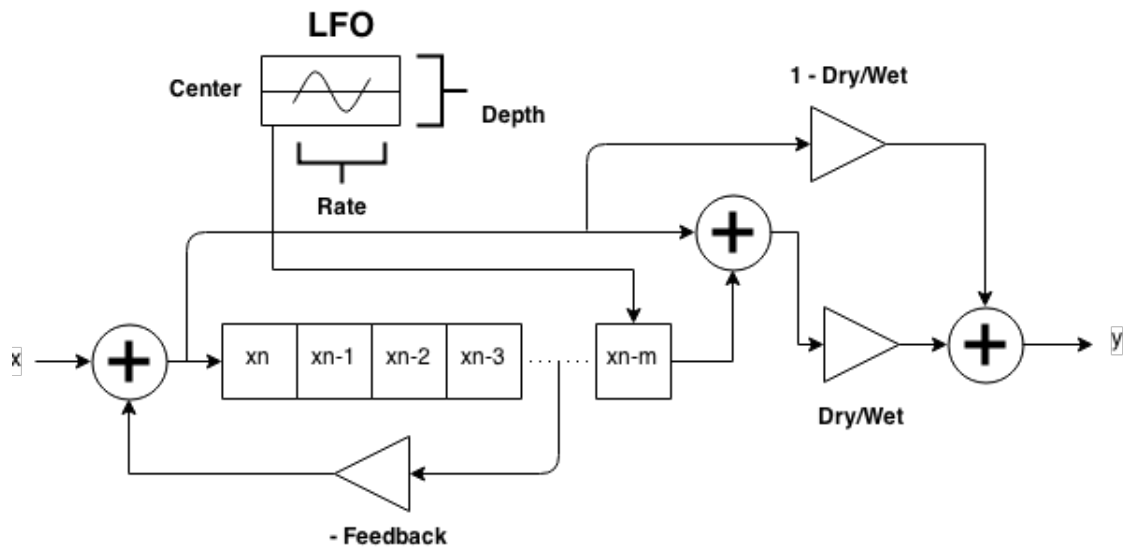 LFO
Center
Depth
Rate
1 - Dry/Wet
x
xn
xn-1
xn-2
xn-3
xn-m
y
Dry/Wet
- Feedback